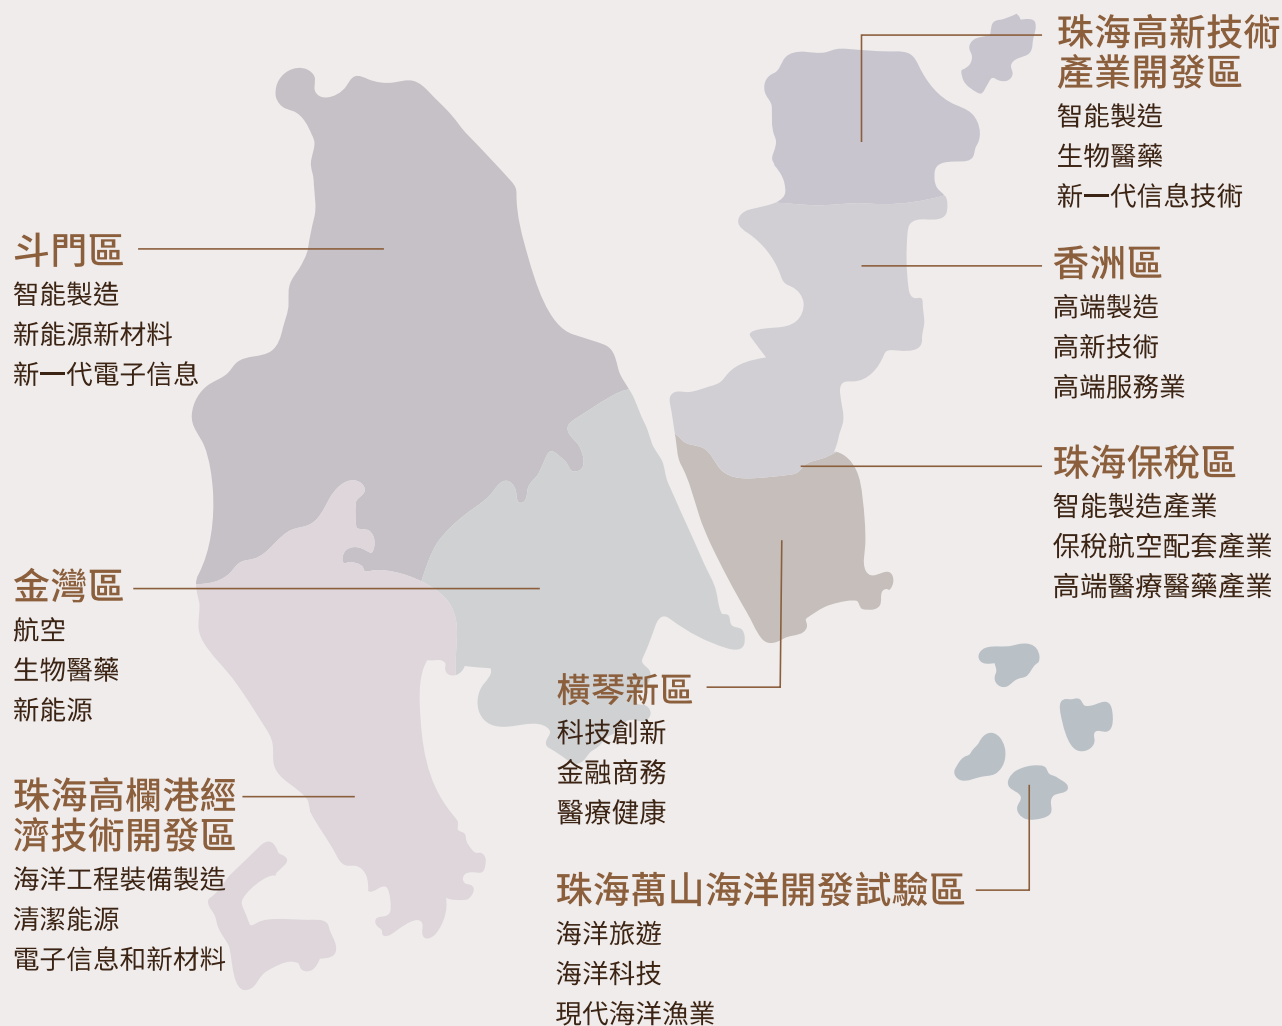 珠海高新技術
產業開發區
智能製造
生物醫藥
新一代信息技術
斗門區
智能製造
新能源新材料
新一代電子信息
香洲區
高端製造
高新技術
高端服務業
珠海保稅區
智能製造產業
保稅航空配套產業
高端醫療醫藥產業
金灣區
航空
生物醫藥
新能源
橫琴新區
科技創新
金融商務
醫療健康
珠海高欄港經
濟技術開發區
海洋工程裝備製造
清潔能源
電子信息和新材料
珠海萬山海洋開發試驗區
海洋旅遊
海洋科技
現代海洋漁業